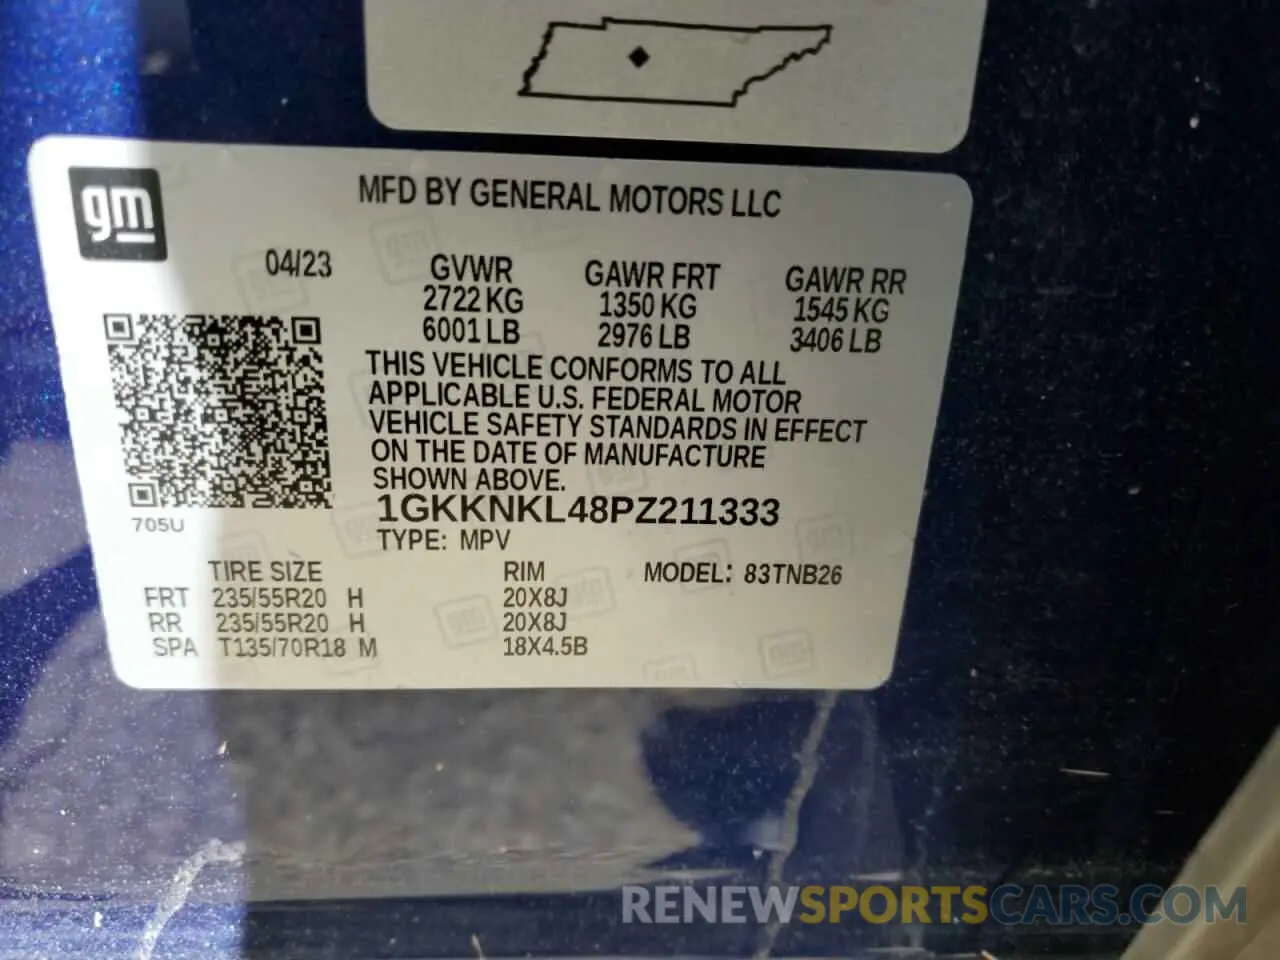 gm
MFD BY GENERAL MOTORS LLC
04/23
GVWR GAWR FRT GAWR RR
2722 KG 1350 KG 1545 KG
6001 LB 2976 LB 3406 LB
THIS VEHICLE CONFORMS TO ALL
APPLICABLE U.S. FEDERAL MOTOR
VEHICLE SAFETY STANDARDS IN EFFECT
ON THE DATE OF MANUFACTURE
SHOWN ABOVE.
1GKKNKL48PZ211333
705U
TYPE: MPV
TIRE SIZE RIM MODEL: 83TNB26
FRT 235/55R20 H 20X8J
RR 235/55R20 H 20X8J
SPA T135/70R18 M 18X4.5B
RENEWSPORTSCARS.COM